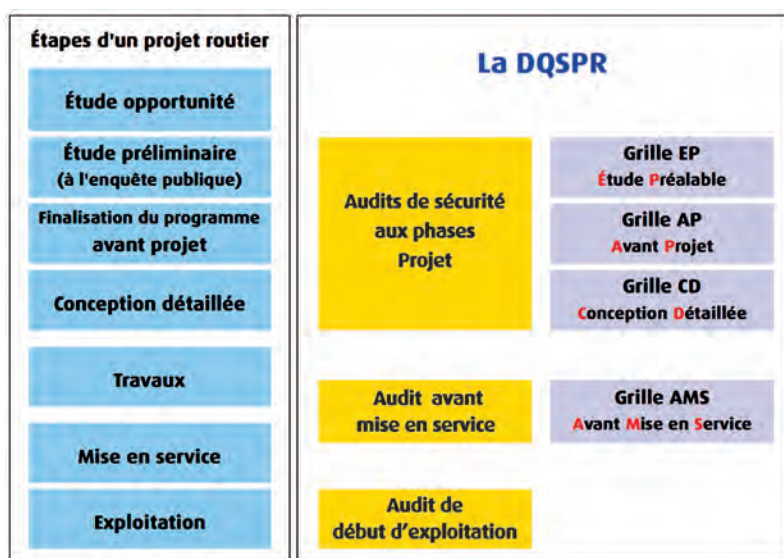 Étapes d'un projet routier
Étude opportunité
Étude préliminaire
(à l'enquête publique)
Finalisation du programme
avant projet
Conception détaillée
Travaux
Mise en service
Exploitation
La DQSPR
Audits de sécurité
aux phases
Projet
Grille EP
Étude Préalable
Grille AP
Avant Projet
Grille CD
Conception Détaillée
Audit avant
mise en service
Grille AMS
Avant Mise en Service
Audit de
début d'exploitation